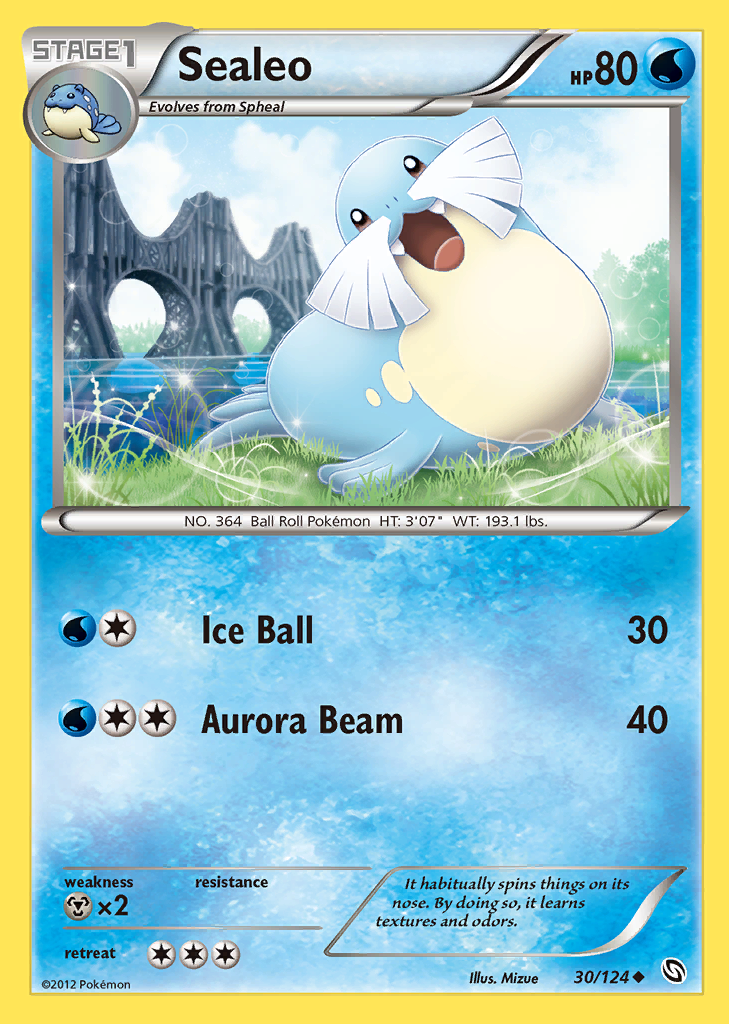 STAGE1
Sealeo
HP80
Evolves from Spheal
NO. 364 Ball Roll Pokémon HT: 3'07" WT: 193.1 lbs.
Ice Ball 30
Aurora Beam 40
weakness resistance
×2
It habitually spins things on its
nose. By doing so, it learns
textures and odors.
retreat
©2012 Pokémon
Illus. Mizue 30/124